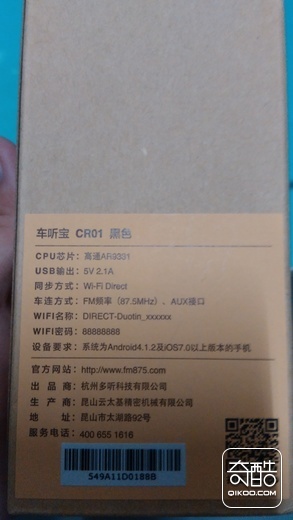 车听宝 CR01 黑色
CPU芯片：高通AR9331
USB输出：5V 2.1A
同步方式：Wi-Fi Direct
车连方式：FM频率（87.5MHz）、AUX接口
WIFI名称：DIRECT-Duotin_xxxxxx
WIFI密码：88888888
设备要求：系统为Android4.1.2及iOS7.0以上版本的手机
官方网站：http://www.fm875.com
出 品 商：杭州多听科技有限公司
生 产 商：昆山云太基精密机械有限公司
地 址：昆山市太湖路92号
服务电话：400 655 1616
549A11D0188B
奇酷
QIKOO.COM